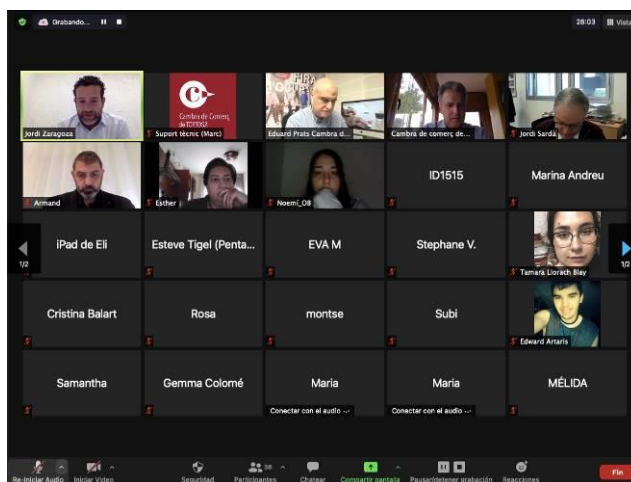 Grabando...
28:03
Vista
Cambra de Comerç
de TORTOSA
FIRA
Jordi Zaragoza
Suport tècnic (Marc)
Eduard Prats Cambra d...
Cambra de comerç de...
Jordi Sardà
Armand
Esther
Noemí_OB
ID1515
Marina Andreu
iPad de Eli
Esteve Tigel (Penta...
EVA M
Stephane V.
Tamara Llorach Blay
1/2
1/2
Cristina Balart
Rosa
montse
Subi
Edward Artaris
Samantha
Gemma Colomé
Maria
Maria
MÉLIDA
Conectar con el audio
Conectar con el audio
Re-iniciar Audio
Iniciar Video
Seguridad
Participantes
38
Chatear
Compartir pantalla
Pausar/detener grabación
Reacciones
Fin